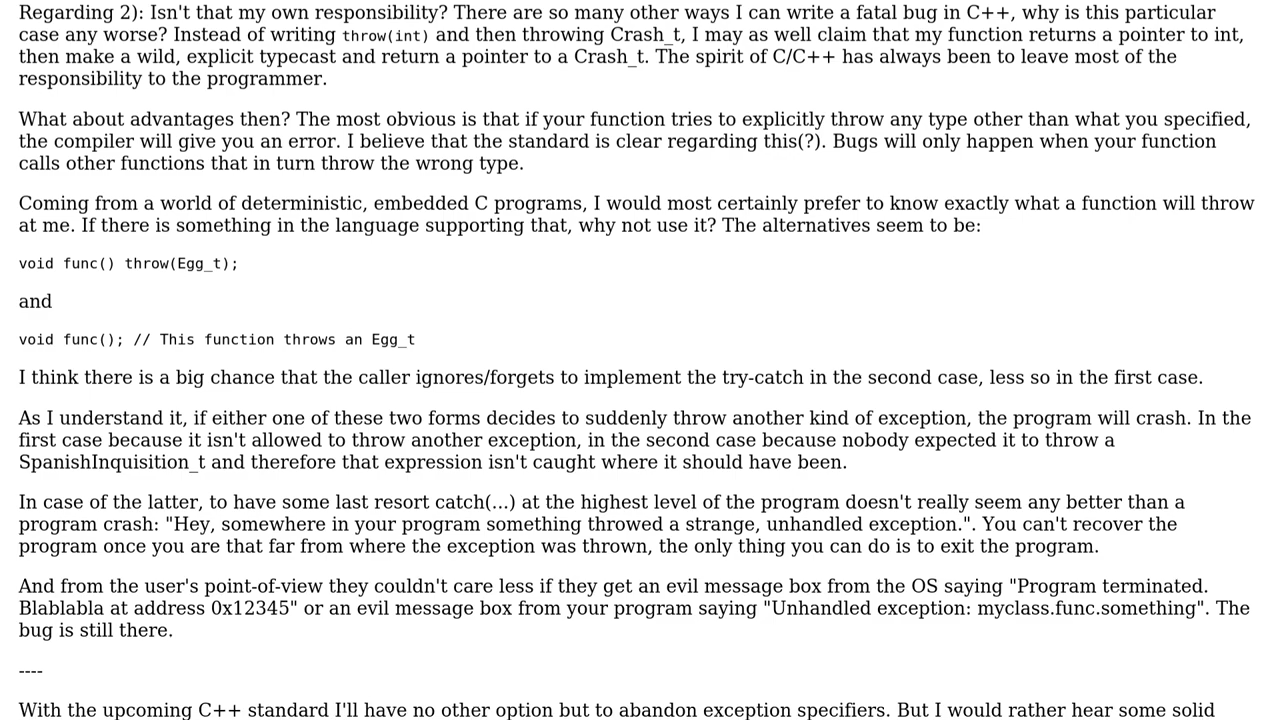 Regarding 2): Isn't that my own responsibility? There are so many other ways I can write a fatal bug in C++, why is this particular
case any worse? Instead of writing throw(int) and then throwing Crash_t, I may as well claim that my function returns a pointer to int,
then make a wild, explicit typecast and return a pointer to a Crash_t. The spirit of C/C++ has always been to leave most of the
responsibility to the programmer.
What about advantages then? The most obvious is that if your function tries to explicitly throw any type other than what you specified,
the compiler will give you an error. I believe that the standard is clear regarding this(?). Bugs will only happen when your function
calls other functions that in turn throw the wrong type.
Coming from a world of deterministic, embedded C programs, I would most certainly prefer to know exactly what a function will throw
at me. If there is something in the language supporting that, why not use it? The alternatives seem to be:
void func() throw(Egg_t);
and
void func(); // This function throws an Egg_t
I think there is a big chance that the caller ignores/forgets to implement the try-catch in the second case, less so in the first case.
As I understand it, if either one of these two forms decides to suddenly throw another kind of exception, the program will crash. In the
first case because it isn't allowed to throw another exception, in the second case because nobody expected it to throw a
SpanishInquisition_t and therefore that expression isn't caught where it should have been.
In case of the latter, to have some last resort catch(...) at the highest level of the program doesn't really seem any better than a
program crash: "Hey, somewhere in your program something throwed a strange, unhandled exception.". You can't recover the
program once you are that far from where the exception was thrown, the only thing you can do is to exit the program.
And from the user's point-of-view they couldn't care less if they get an evil message box from the OS saying "Program terminated.
Blablabla at address 0x12345" or an evil message box from your program saying "Unhandled exception: myclass.func.something". The
bug is still there.
----
With the upcoming C++ standard I'll have no other option but to abandon exception specifiers. But I would rather hear some solid